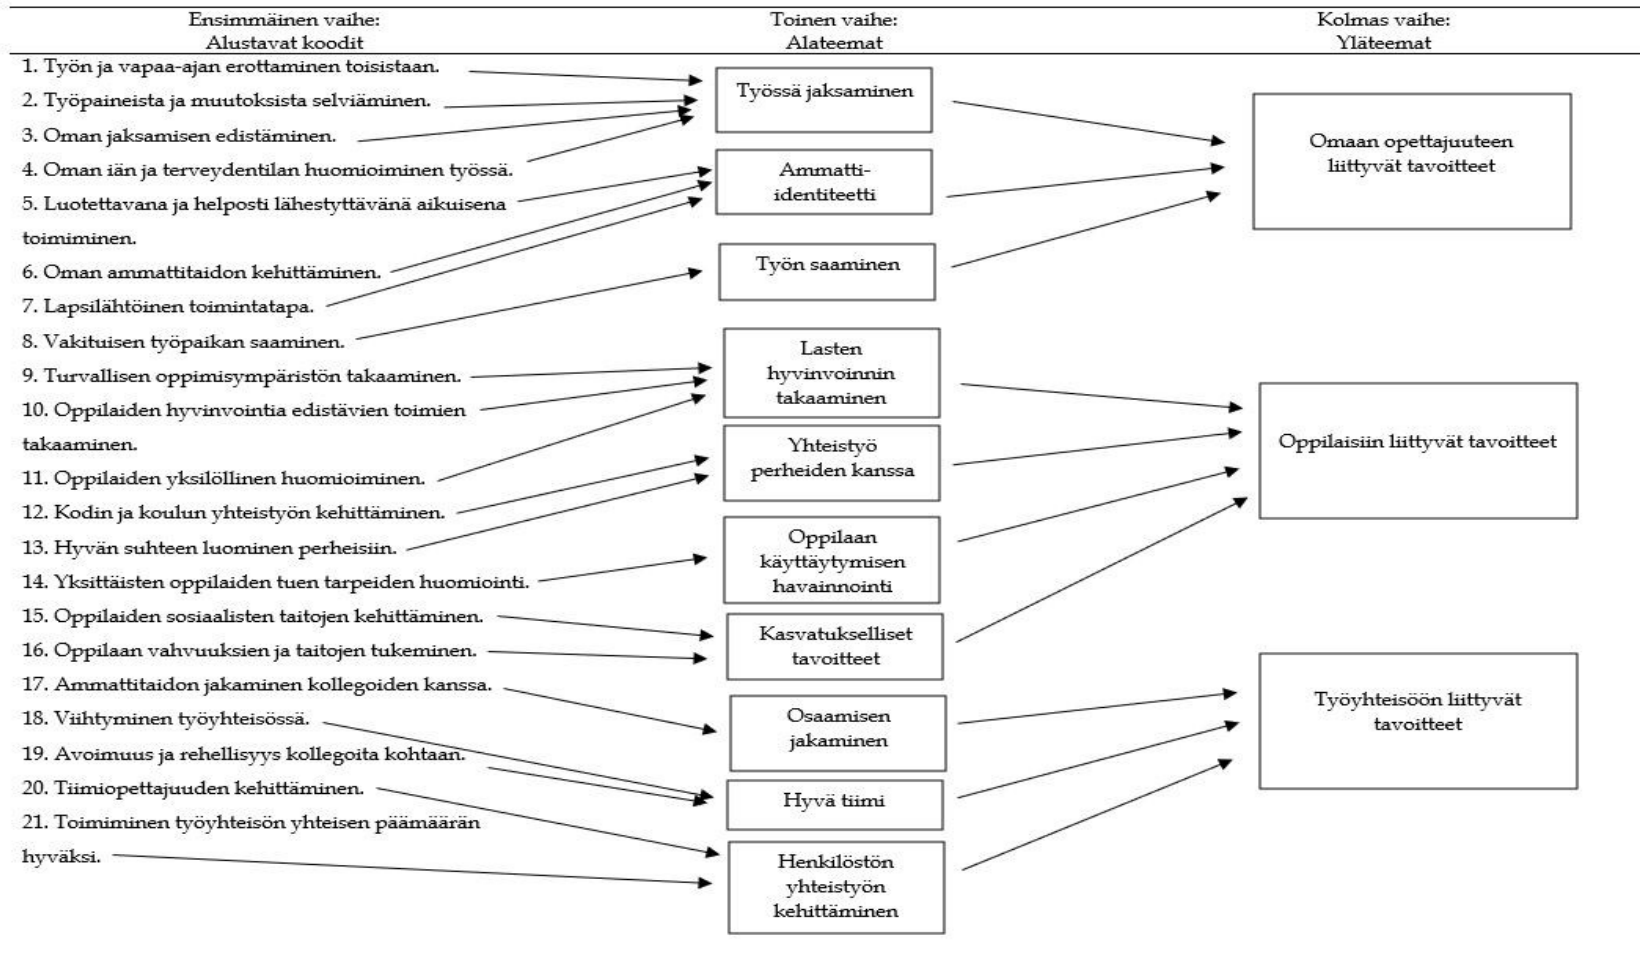 Ensimmäinen vaihe:
Alustavat koodit
Toinen vaihe:
Alateemat
Kolmas vaihe:
Yläteemat
1. Työn ja vapaa-ajan erottaminen toisistaan.
2. Työpaineista ja muutoksista selviäminen.
3. Oman jaksamisen edistäminen.
4. Oman iän ja terveydentilan huomioiminen työssä.
5. Luotettavana ja helposti lähestyttävänä aikuisena
toimiminen.
6. Oman ammattitaidon kehittäminen.
7. Lapsilähtöinen toimintatapa.
8. Vakituisen työpaikan saaminen.
9. Turvallisen oppimisympäristön takaaminen.
10. Oppilaiden hyvinvointia edistävien toimien
takaaminen.
11. Oppilaiden yksilöllinen huomioiminen.
12. Kodin ja koulun yhteistyön kehittäminen.
13. Hyvän suhteen luominen perheisiin.
14. Yksittäisten oppilaiden tuen tarpeiden huomiointi.
15. Oppilaiden sosiaalisten taitojen kehittäminen.
16. Oppilaan vahvuuksien ja taitojen tukeminen.
17. Ammattitaidon jakaminen kollegoiden kanssa.
18. Viihtyminen työyhteisössä.
19. Avoimuus ja rehellisyys kollegoita kohtaan.
20. Tiimiopettajuuden kehittäminen.
21. Toimiminen työyhteisön yhteisen päämäärän
hyväksi.
Työssä jaksaminen
Ammatti-
identiteetti
Työn saaminen
Lasten
hyvinvoinnin
takaaminen
Yhteistyö
perheiden kanssa
Oppilaan
käyttäytymisen
havainnointi
Kasvatukselliset
tavoitteet
Osaamisen
jakaminen
Hyvä tiimi
Henkilöstön
yhteistyön
kehittäminen
Omaan opettajuuteen
liittyvät tavoitteet
Oppilaisiin liittyvät tavoitteet
Työyhteisöön liittyvät
tavoitteet